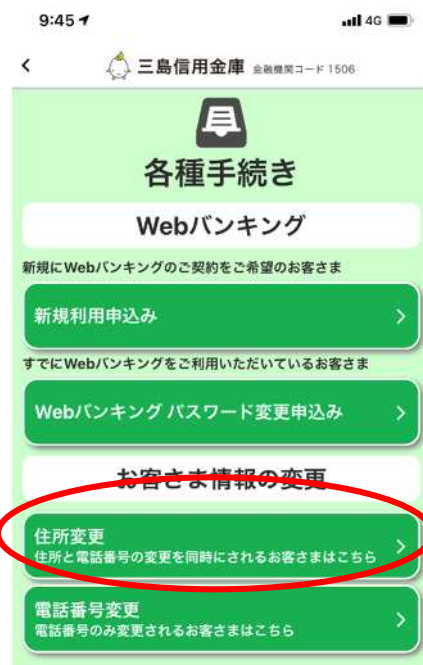 9:45
4G
三島信用金庫 金融機関コード 1506
各種手続き
Webバンキング
新規にWebバンキングのご契約をご希望のお客さま
新規利用申込み
すでにWebバンキングをご利用いただいているお客さま
Webバンキング パスワード変更申込み
お客さま情報の変更
住所変更
住所と電話番号の変更を同時にされるお客さまはこちら
電話番号変更
電話番号のみ変更されるお客さまはこちら